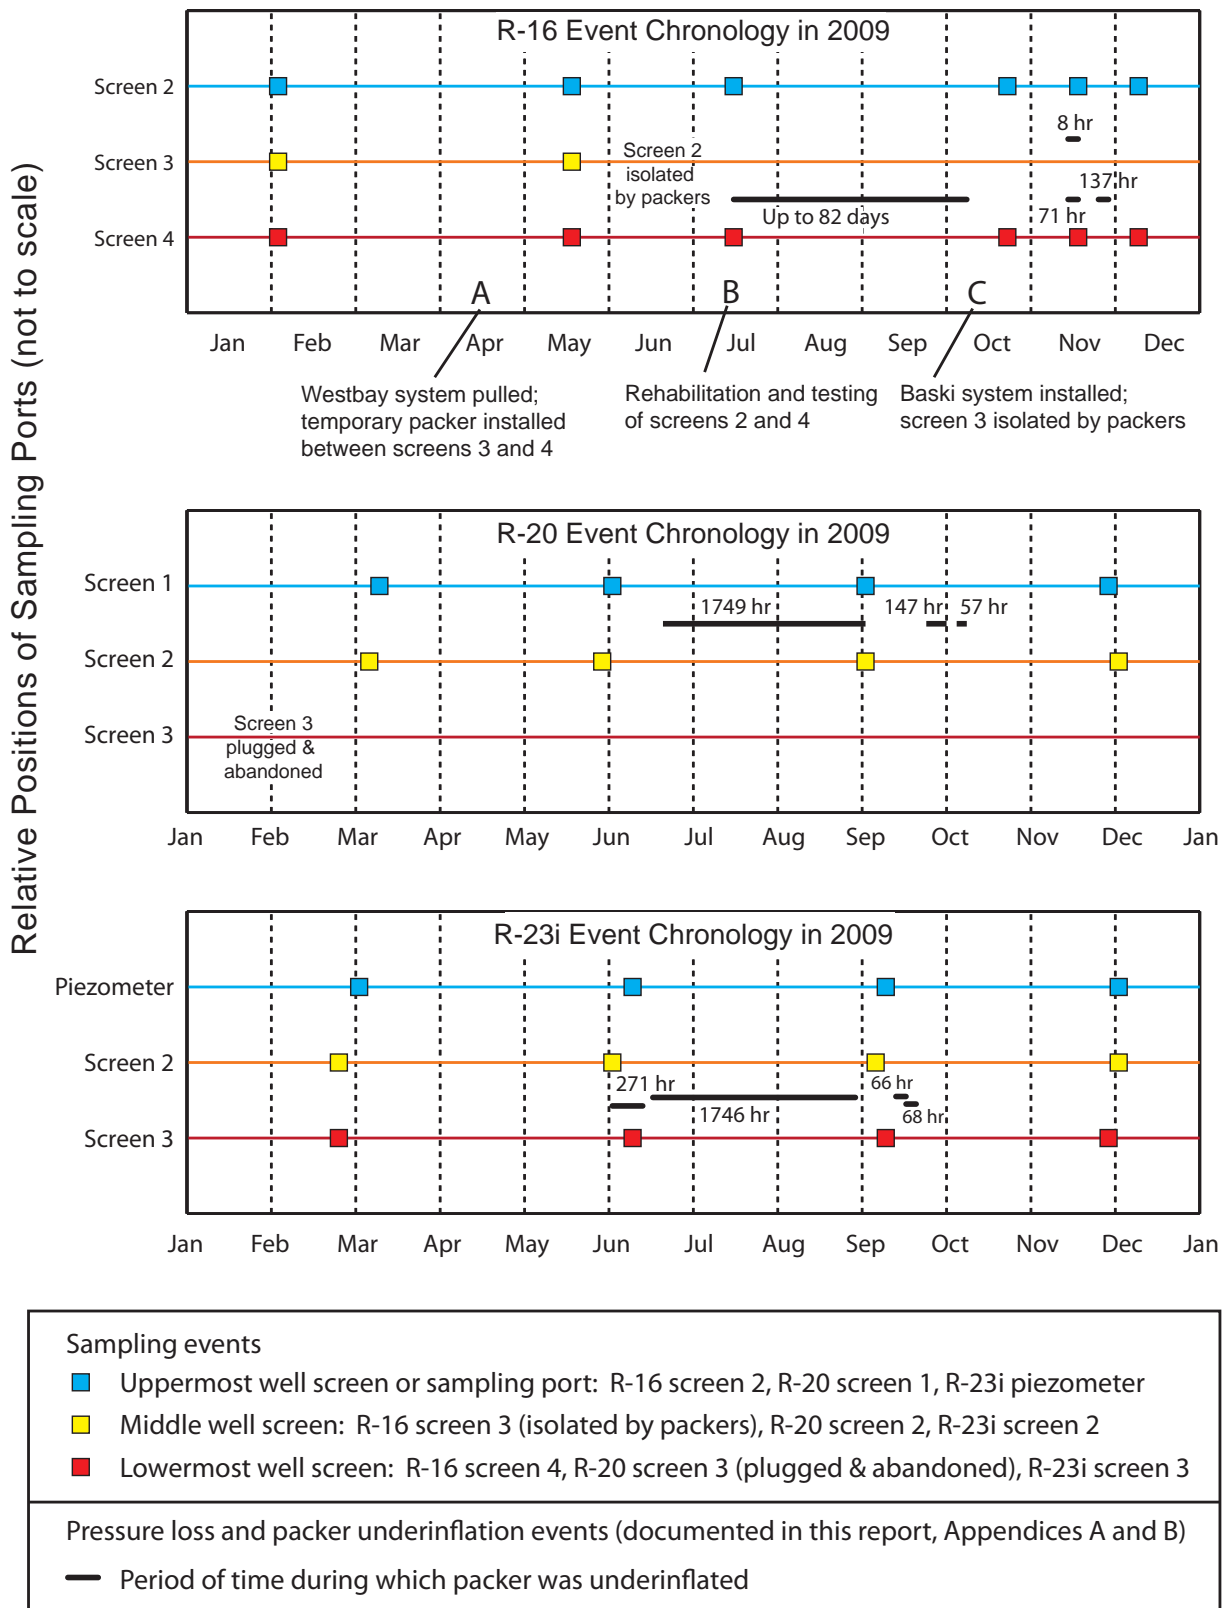 Relative Positions of Sampling Ports (not to scale)
R-16 Event Chronology in 2009
Screen 2
8 hr
Screen 3
Screen 2
isolated
by packers
137 hr
Up to 82 days
71 hr
Screen 4
A
B
C
Jan Feb Mar Apr May Jun Jul Aug Sep Oct Nov Dec
Westbay system pulled;
temporary packer installed
between screens 3 and 4
Rehabilitation and testing
of screens 2 and 4
Baski system installed;
screen 3 isolated by packers
R-20 Event Chronology in 2009
Screen 1
1749 hr 147 hr 57 hr
Screen 2
Screen 3
Screen 3
plugged &
abandoned
Jan Feb Mar Apr May Jun Jul Aug Sep Oct Nov Dec Jan
R-23i Event Chronology in 2009
Piezometer
Screen 2
271 hr
1746 hr
66 hr
68 hr
Screen 3
Jan Feb Mar Apr May Jun Jul Aug Sep Oct Nov Dec Jan
Sampling events
Uppermost well screen or sampling port: R-16 screen 2, R-20 screen 1, R-23i piezometer
Middle well screen: R-16 screen 3 (isolated by packers), R-20 screen 2, R-23i screen 2
Lowermost well screen: R-16 screen 4, R-20 screen 3 (plugged & abandoned), R-23i screen 3
Pressure loss and packer underinflation events (documented in this report, Appendices A and B)
Period of time during which packer was underinflated